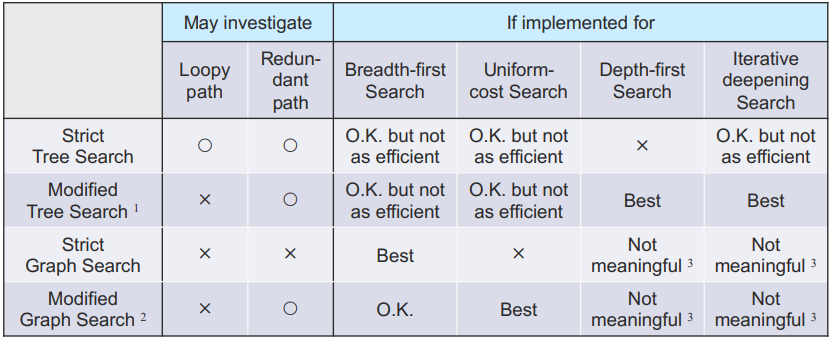 May investigate If implemented for
Loopy path Redun-dant path Breadth-first Search Uniform-cost Search Depth-first Search Iterative deepening Search
Strict Tree Search ○ ○ O.K. but not as efficient O.K. but not as efficient × O.K. but not as efficient
Modified Tree Search 1 × ○ O.K. but not as efficient O.K. but not as efficient Best Best
Strict Graph Search × × Best × Not meaningful 3 Not meaningful 3
Modified Graph Search 2 × ○ O.K. Best Not meaningful 3 Not meaningful 3